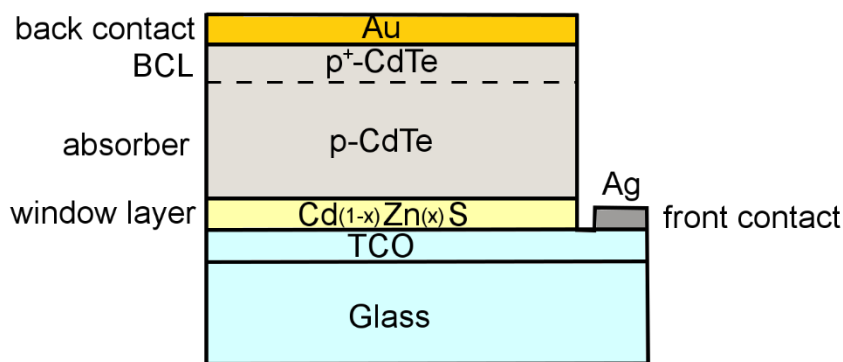 back contact
Au
BCL
p⁺-CdTe
absorber
p-CdTe
Ag
window layer
Cd(1-x)Zn(x)S
front contact
TCO
Glass